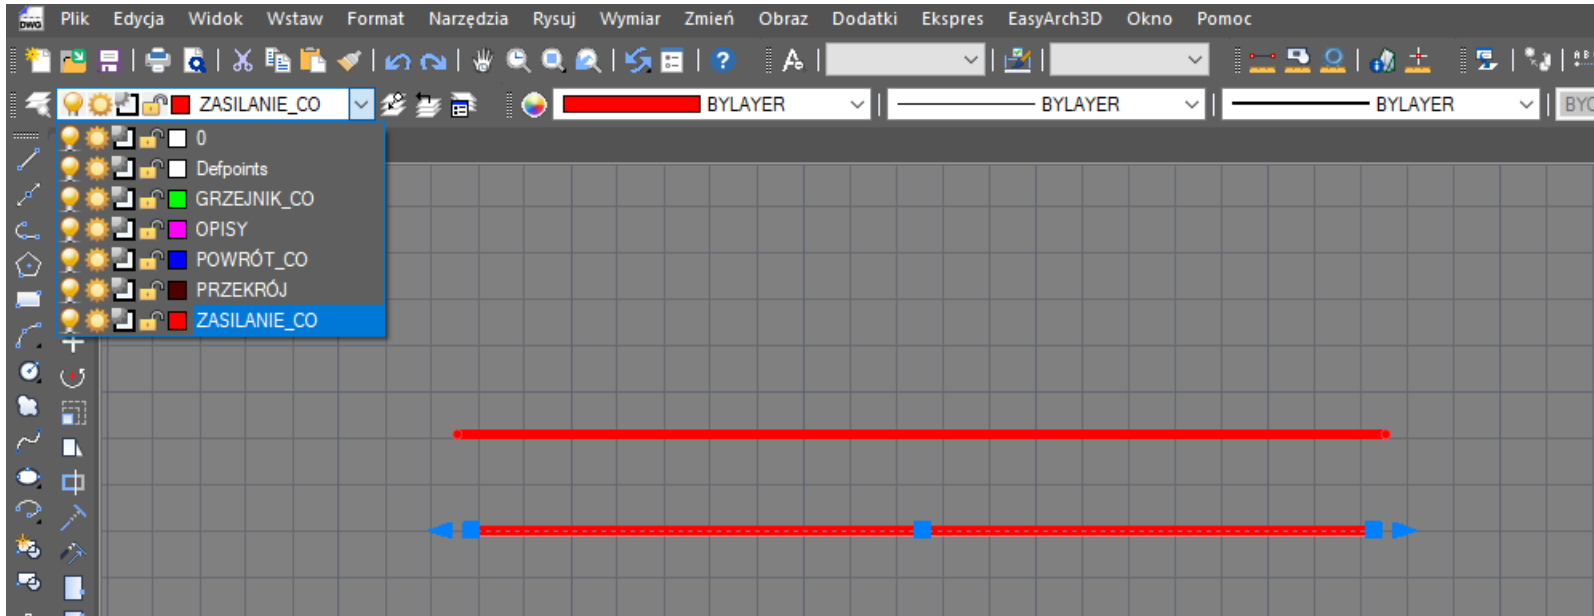 DWG Plik Edycja Widok Wstaw Format Narzędzia Rysuj Wymiar Zmień Obraz Dodatki Ekspres EasyArch3D Okno Pomoc
ZASILANIE_CO BYLAYER BYLAYER BYLAYER
0
Defpoints
GRZEJNIK_CO
OPISY
POWRÓT_CO
PRZEKRÓJ
ZASILANIE_CO